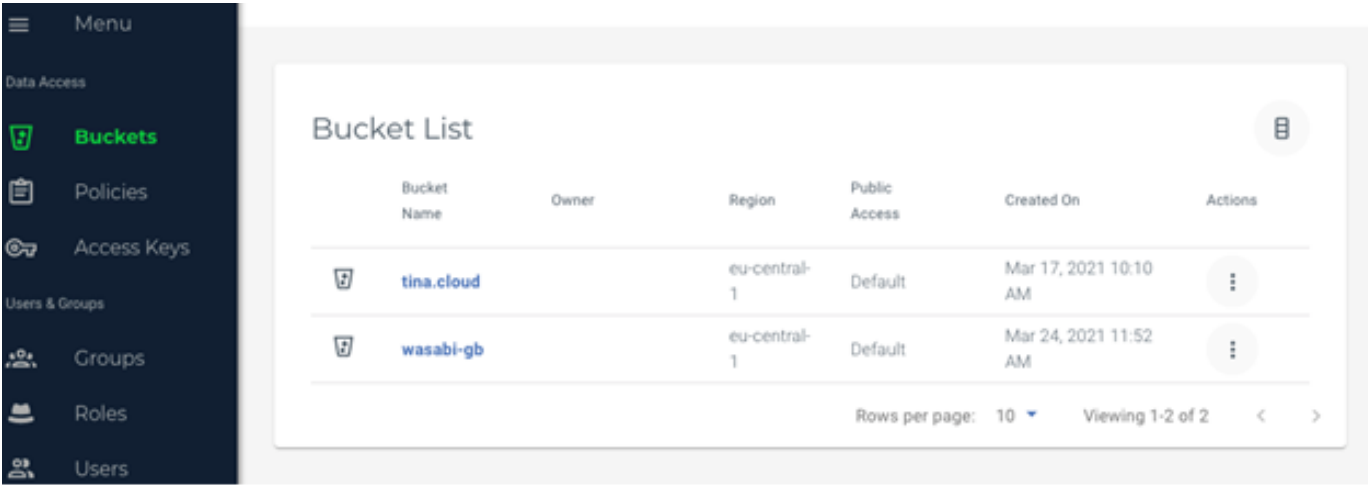 Menu
Data Access
Buckets
Policies
Access Keys
Users & Groups
Groups
Roles
Users
Bucket List
Bucket
Name
Owner
Region
Public
Access
Created On
Actions
tina.cloud
eu-central-
1
Default
Mar 17, 2021 10:10
AM
wasabi-gb
eu-central-
1
Default
Mar 24, 2021 11:52
AM
Rows per page: 10 Viewing 1-2 of 2